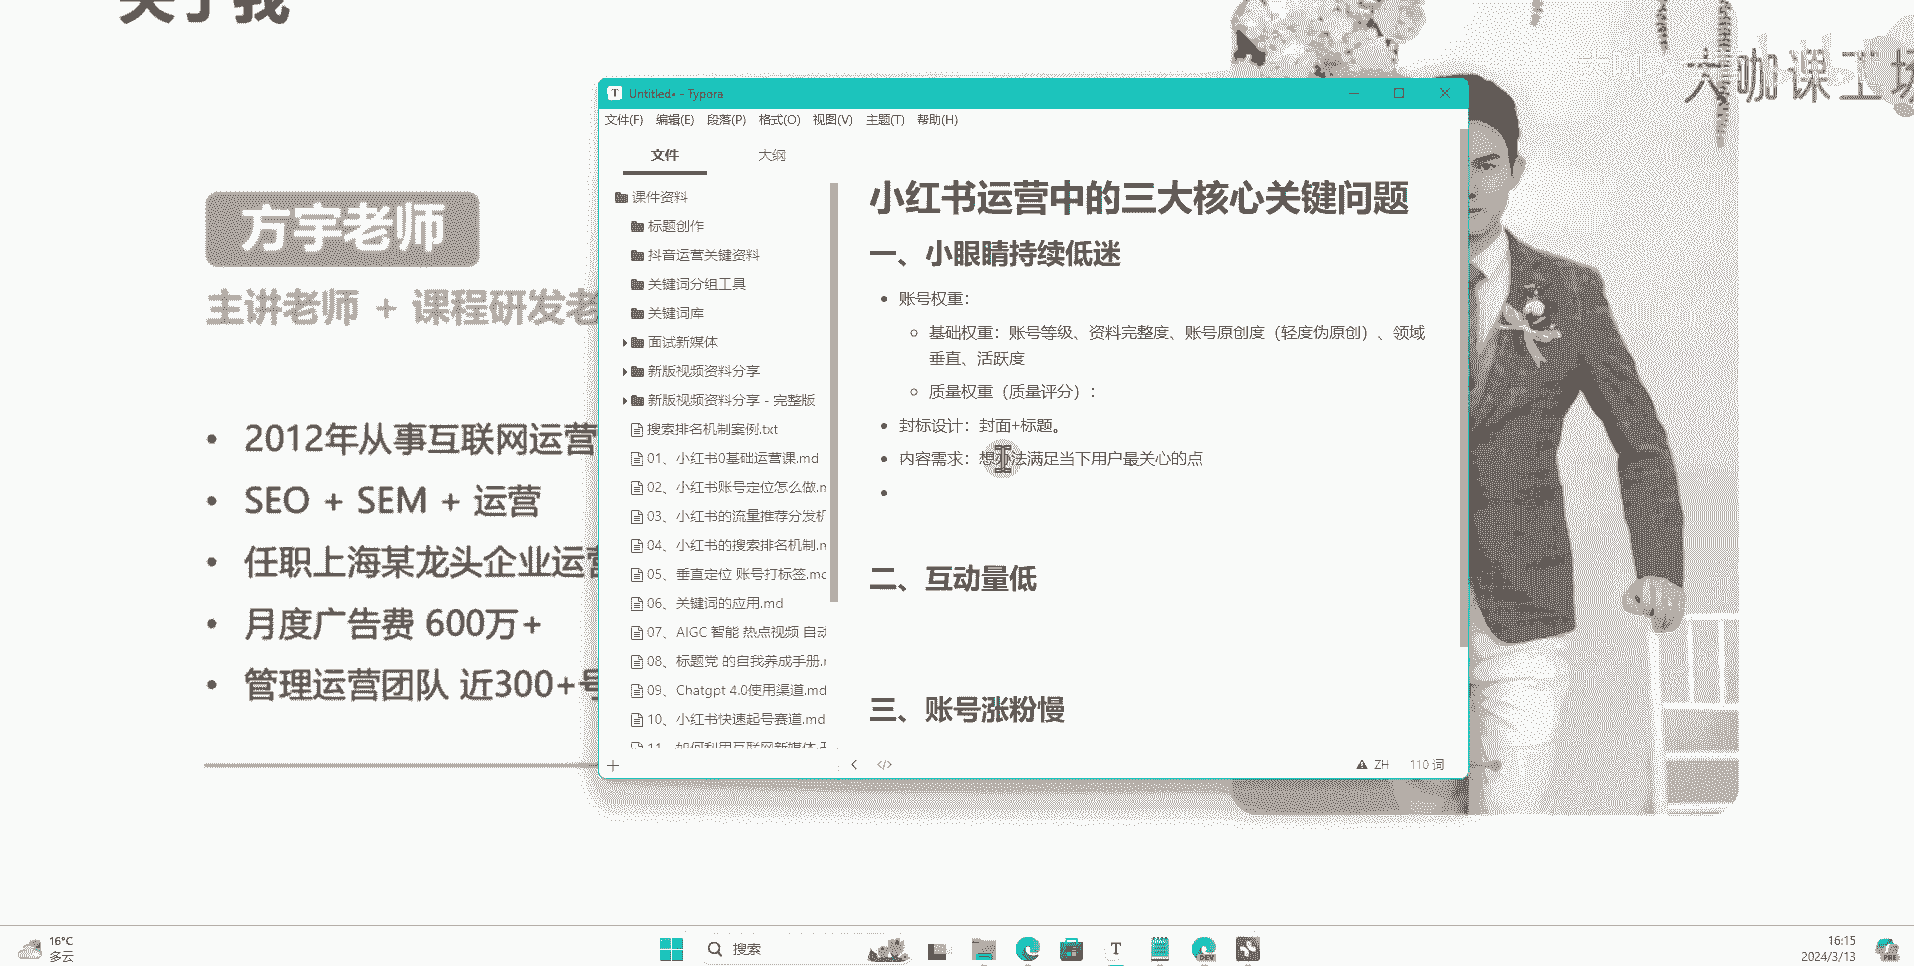 关于我
大咖课工场
方宇老师
主讲老师 + 课程研发老
• 2012年从事互联网运营
• SEO + SEM + 运营
• 任职上海某龙头企业运营
• 月度广告费 600万+
• 管理运营团队 近300+号
Untitled• - Typora
文件(F) 编辑(E) 段落(P) 格式(O) 视图(V) 主题(T) 帮助(H)
文件 大纲
课件资料
标题创作
抖音运营关键资料
关键词分组工具
关键词库
面试新媒体
新版视频资料分享
新版视频资料分享 - 完整版
搜索排名机制案例.txt
01、小红书0基础运营课.md
02、小红书账号定位怎么做.m
03、小红书的流量推荐分发机
04、小红书的搜索排名机制.m
05、垂直定位 账号打标签.md
06、关键词的应用.md
07、AIGC 智能 热点视频 自动
08、标题党 的自我养成手册.
09、Chatgpt 4.0使用渠道.md
10、小红书快速起号赛道.md
11、如何利用互联网新媒体
小红书运营中的三大核心关键问题
一、小眼睛持续低迷
• 账号权重：
基础权重：账号等级、资料完整度、账号原创度（轻度伪原创）、领域
垂直、活跃度
质量权重（质量评分）：
• 封标设计：封面+标题。
• 内容需求：想办法满足当下用户最关心的点
二、互动量低
三、账号涨粉慢
ZH 110 词
16°C
多云
搜索
T
DEV
16:15
2024/3/13
PRE